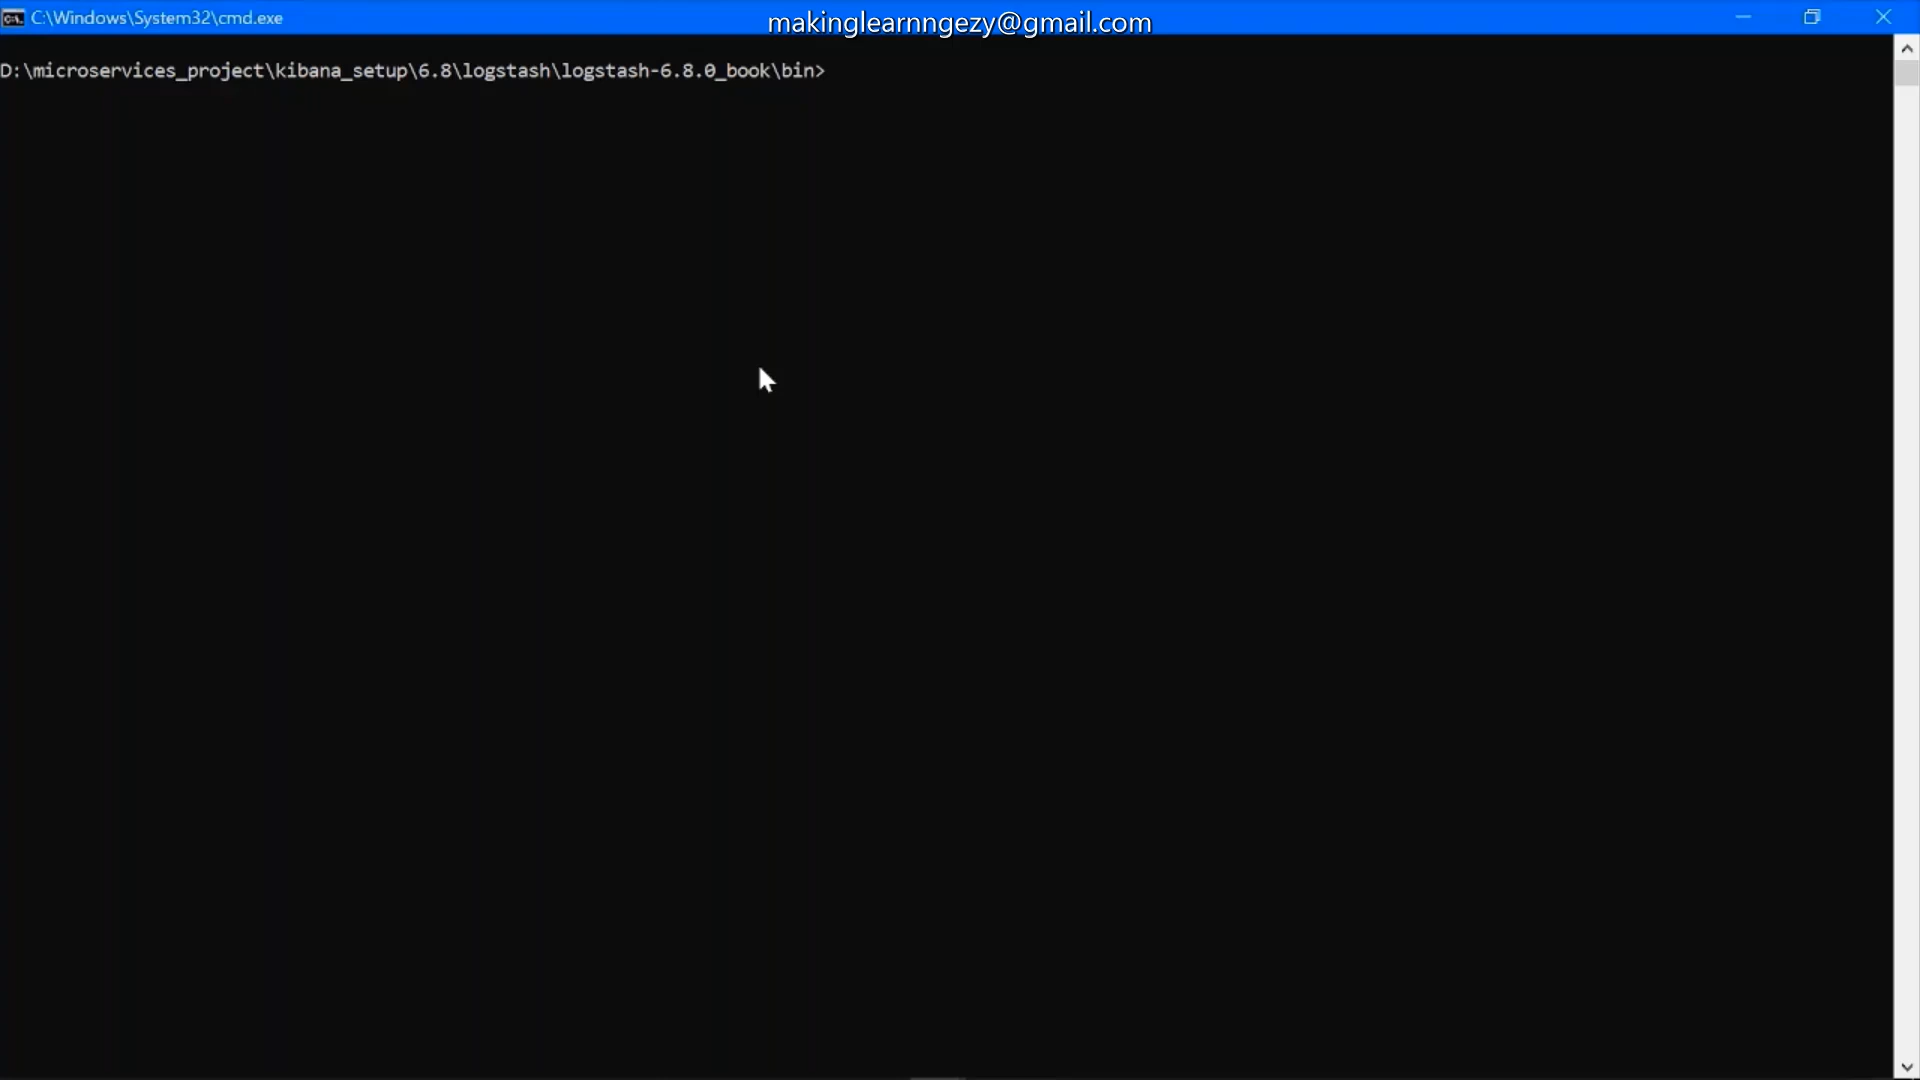 C:\Windows\System32\cmd.exe
makinglearnngezy@gmail.com
D:\microservices_project\kibana_setup\6.8\logstash\logstash-6.8.0_book\bin>